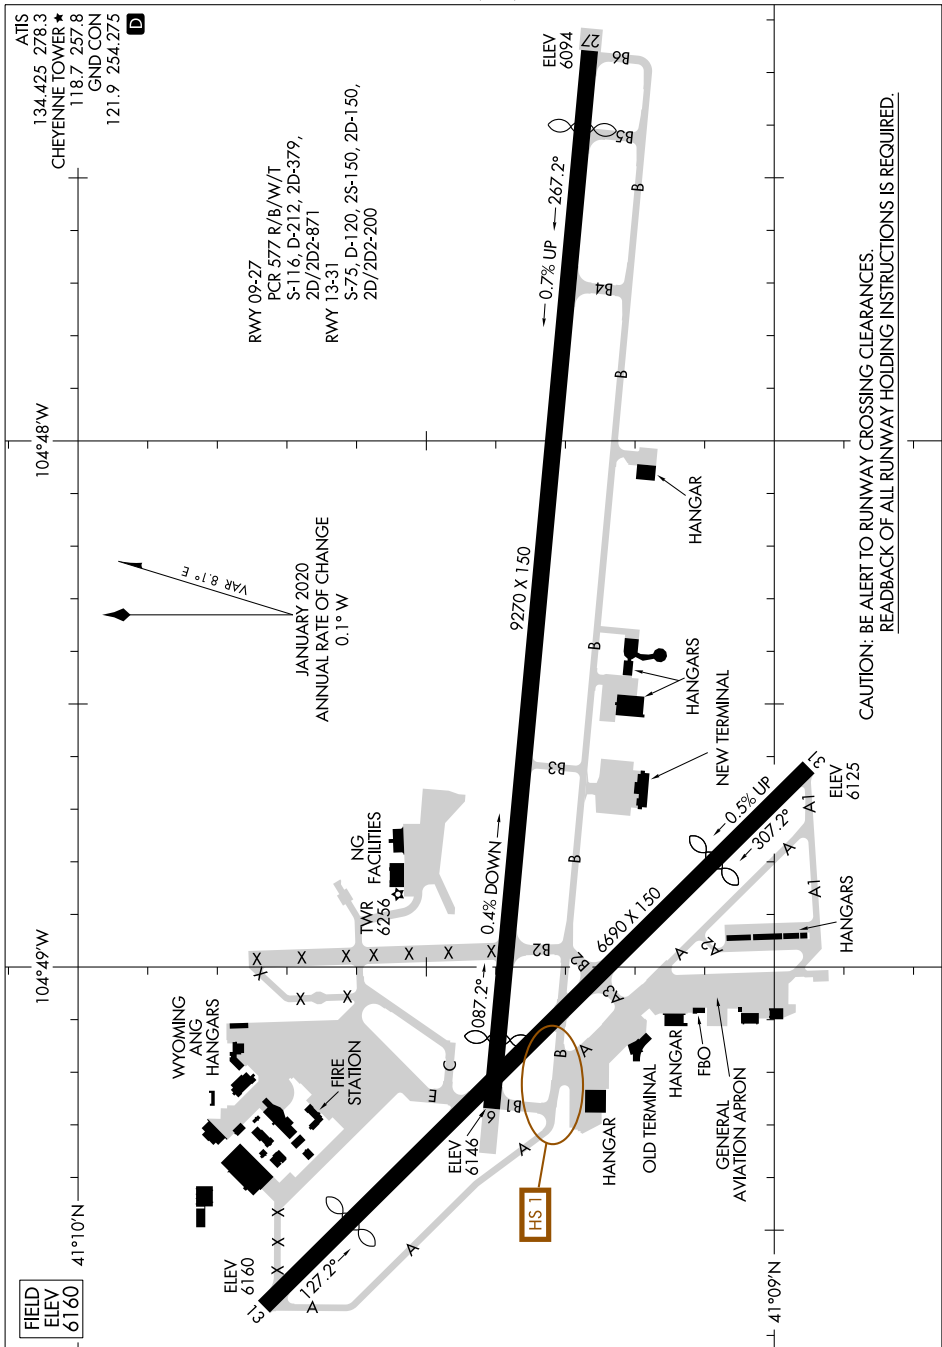 ATIS
134.425 278.3
CHEYENNE TOWER ★
118.7 257.8
GND CON
121.9 254.275
D
FIELD
ELEV
6160
RWY 09-27
PCR 577 R/B/W/T
S-116, D-212, 2D-379,
2D/2D2-871
RWY 13-31
S-75, D-120, 2S-150, 2D-150,
2D/2D2-200
JANUARY 2020
ANNUAL RATE OF CHANGE
0.1° W
VAR 8.1° E
104°49'W
104°48'W
41°10'N
41°09'N
WYOMING
ANG
HANGARS
FIRE
STATION
TWR
6256
NG
FACILITIES
X
X
X
X
X
X
X
X
X
X
X
X
X
X
ELEV
6160
13
127.2°
A
A
A
ELEV
6146
9
087.2°
0.4% DOWN
9270 X 150
0.7% UP
267.2°
ELEV
6094
27
B6
B5
B4
B
B
B
B
B
B3
B2
B2
B1
C
E
HS 1
A
A3
A
A2
A
A1
A1
6690 X 150
0.5% UP
307.2°
31
ELEV
6125
HANGAR
OLD TERMINAL
HANGAR
FBO
GENERAL
AVIATION APRON
HANGARS
NEW TERMINAL
HANGARS
HANGAR
CAUTION: BE ALERT TO RUNWAY CROSSING CLEARANCES.
READBACK OF ALL RUNWAY HOLDING INSTRUCTIONS IS REQUIRED.